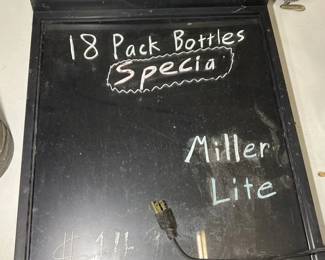 18 Pack Bottles
Specia
Miller
Lite